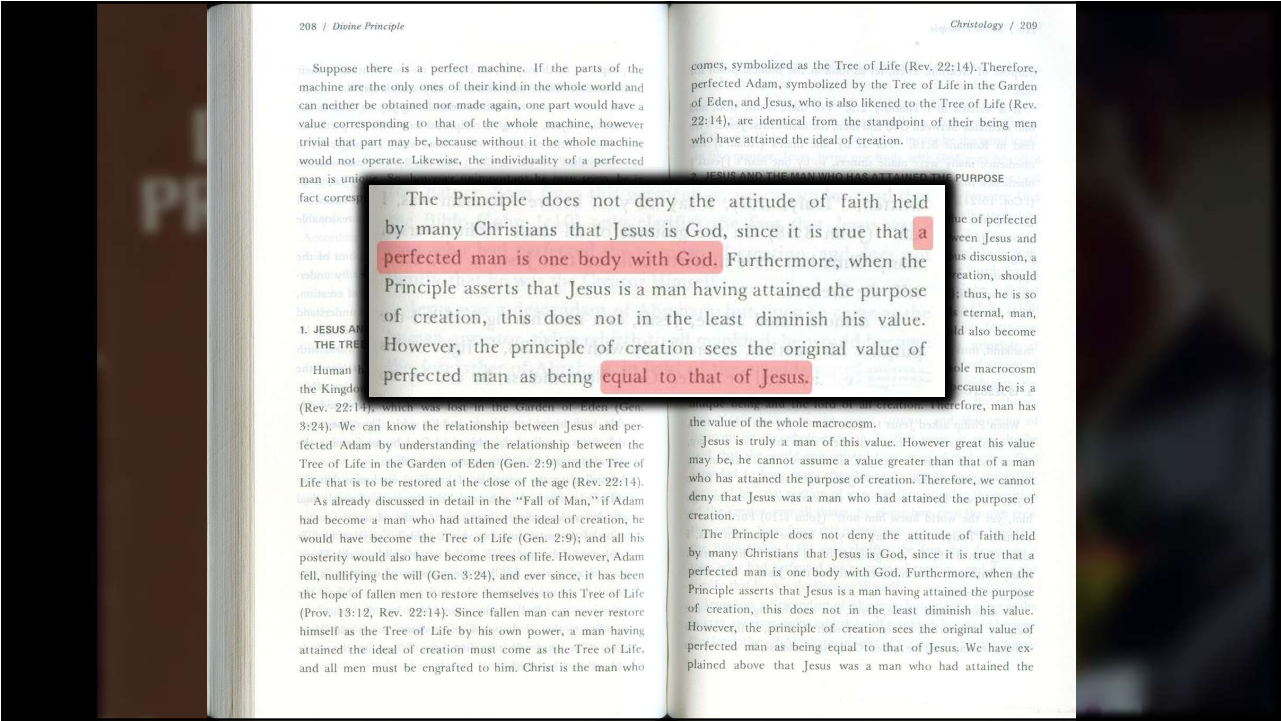 208 / Divine Principle
Suppose there is a perfect machine. If the parts of the
machine are the only ones of their kind in the whole world and
can neither be obtained nor made again, one part would have a
value corresponding to that of the whole machine, however
trivial that part may be, because without it the whole machine
would not operate. Likewise, the individuality of a perfected
man is
fact
1. JESUS
THE
Human
the
(Rev. 22:14), which was lost in the Garden of Eden (Gen.
3:24). We can know the relationship between Jesus and per-
fected Adam by understanding the relationship between the
Tree of Life in the Garden of Eden (Gen. 2:9) and the Tree of
Life that is to be restored at the close of the age (Rev. 22:14).
As already discussed in detail in the "Fall of Man," if Adam
had become a man who had attained the ideal of creation, he
would have become the Tree of Life (Gen. 2:9); and all his
posterity would also have become trees of life. However, Adam
fell, nullifying the will (Gen. 3:24), and ever since, it has been
the hope of fallen men to restore themselves to this Tree of Life
(Prov. 13:12, Rev. 22:14). Since fallen man can never restore
himself as the Tree of Life by his own power, a man having
attained the ideal of creation must come as the Tree of Life,
and all men must be engrafted to him. Christ is the man who
The Principle does not deny the attitude of faith held
by many Christians that Jesus is God, since it is true that a
perfected man is one body with God. Furthermore, when the
Principle asserts that Jesus is a man having attained the purpose
of creation, this does not in the least diminish his value.
However, the principle of creation sees the original value of
perfected man as being equal to that of Jesus.
Christology / 209
comes, symbolized as the Tree of Life (Rev. 22:14). Therefore,
perfected Adam, symbolized by the Tree of Life in the Garden
of Eden, and Jesus, who is also likened to the Tree of Life (Rev.
22:14), are identical from the standpoint of their being men
who have attained the ideal of creation.
2. JESUS AND THE MAN WHO HAS ATTAINED THE PURPOSE
of perfected
Jesus and
discussion, a
should
thus, he is so
eternal, man,
also become
macrocosm
because he is a
Therefore, man has
the value of the whole macrocosm.
Jesus is truly a man of this value. However great his value
may be, he cannot assume a value greater than that of a man
who has attained the purpose of creation. Therefore, we cannot
deny that Jesus was a man who had attained the purpose of
creation.
The Principle does not deny the attitude of faith held
by many Christians that Jesus is God, since it is true that a
perfected man is one body with God. Furthermore, when the
Principle asserts that Jesus is a man having attained the purpose
of creation, this does not in the least diminish his value.
However, the principle of creation sees the original value of
perfected man as being equal to that of Jesus. We have ex-
plained above that Jesus was a man who had attained the